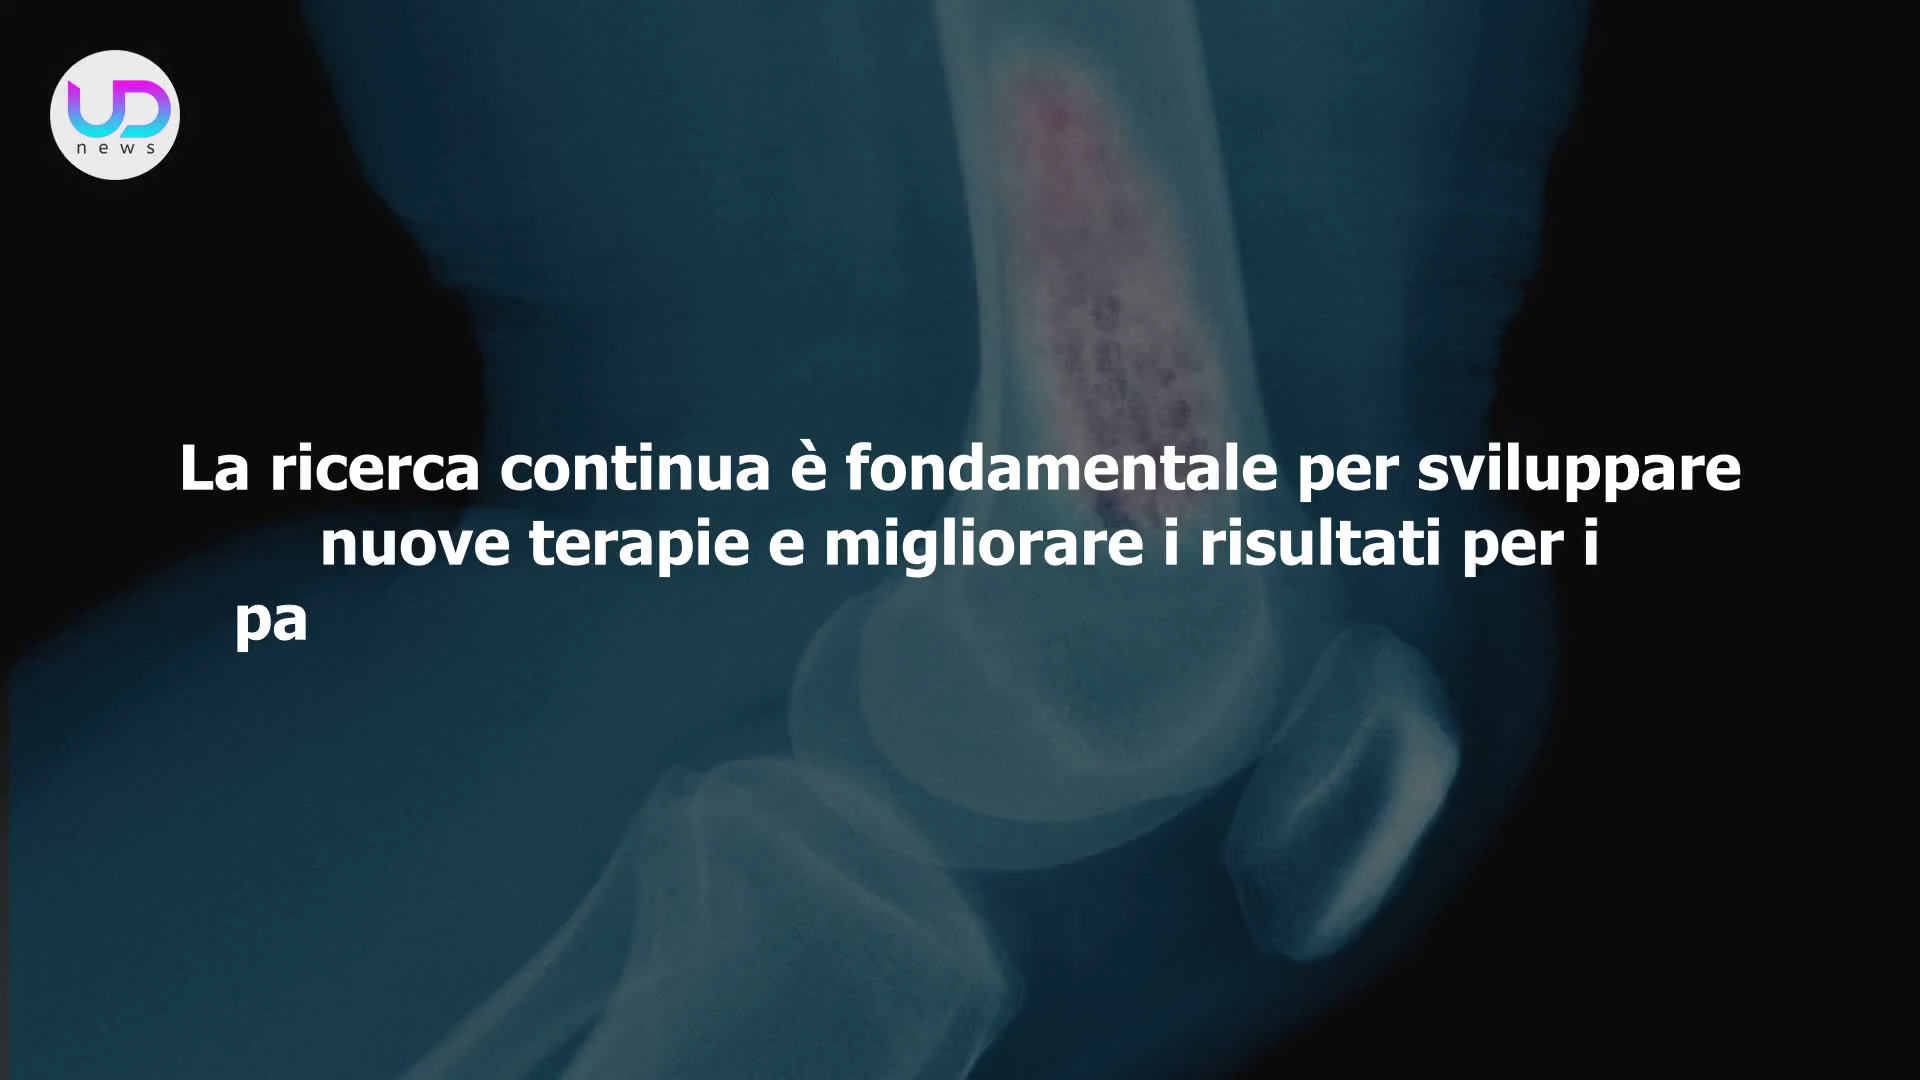 UD
news
La ricerca continua è fondamentale per sviluppare
nuove terapie e migliorare i risultati per i
pa